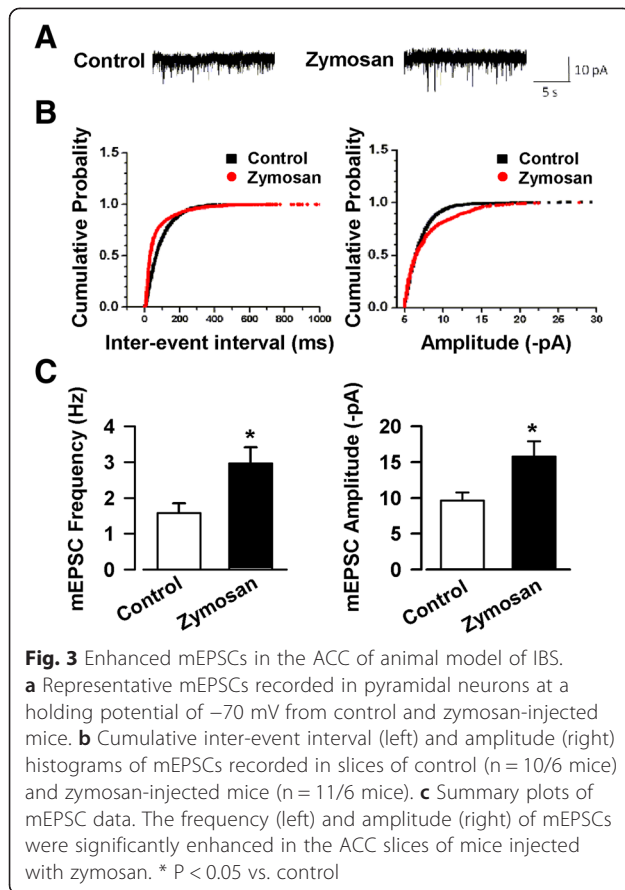 A
Control
Zymosan
10 pA
5 s
B
Cumulative Probality
1.5
1.0
0.5
0.0
Control
Zymosan
0 200 400 600 800 1000
Inter-event interval (ms)
Cumulative Probality
1.5
1.0
0.5
0.0
Control
Zymosan
5 10 15 20 25 30
Amplitude (-pA)
C
mEPSC Frequency (Hz)
4
3
2
1
0
*
Control
Zymosan
mEPSC Amplitude (-pA)
20
15
10
5
0
*
Control
Zymosan
Fig. 3 Enhanced mEPSCs in the ACC of animal model of IBS.
a Representative mEPSCs recorded in pyramidal neurons at a
holding potential of −70 mV from control and zymosan-injected
mice. b Cumulative inter-event interval (left) and amplitude (right)
histograms of mEPSCs recorded in slices of control (n = 10/6 mice)
and zymosan-injected mice (n = 11/6 mice). c Summary plots of
mEPSC data. The frequency (left) and amplitude (right) of mEPSCs
were significantly enhanced in the ACC slices of mice injected
with zymosan. * P < 0.05 vs. control